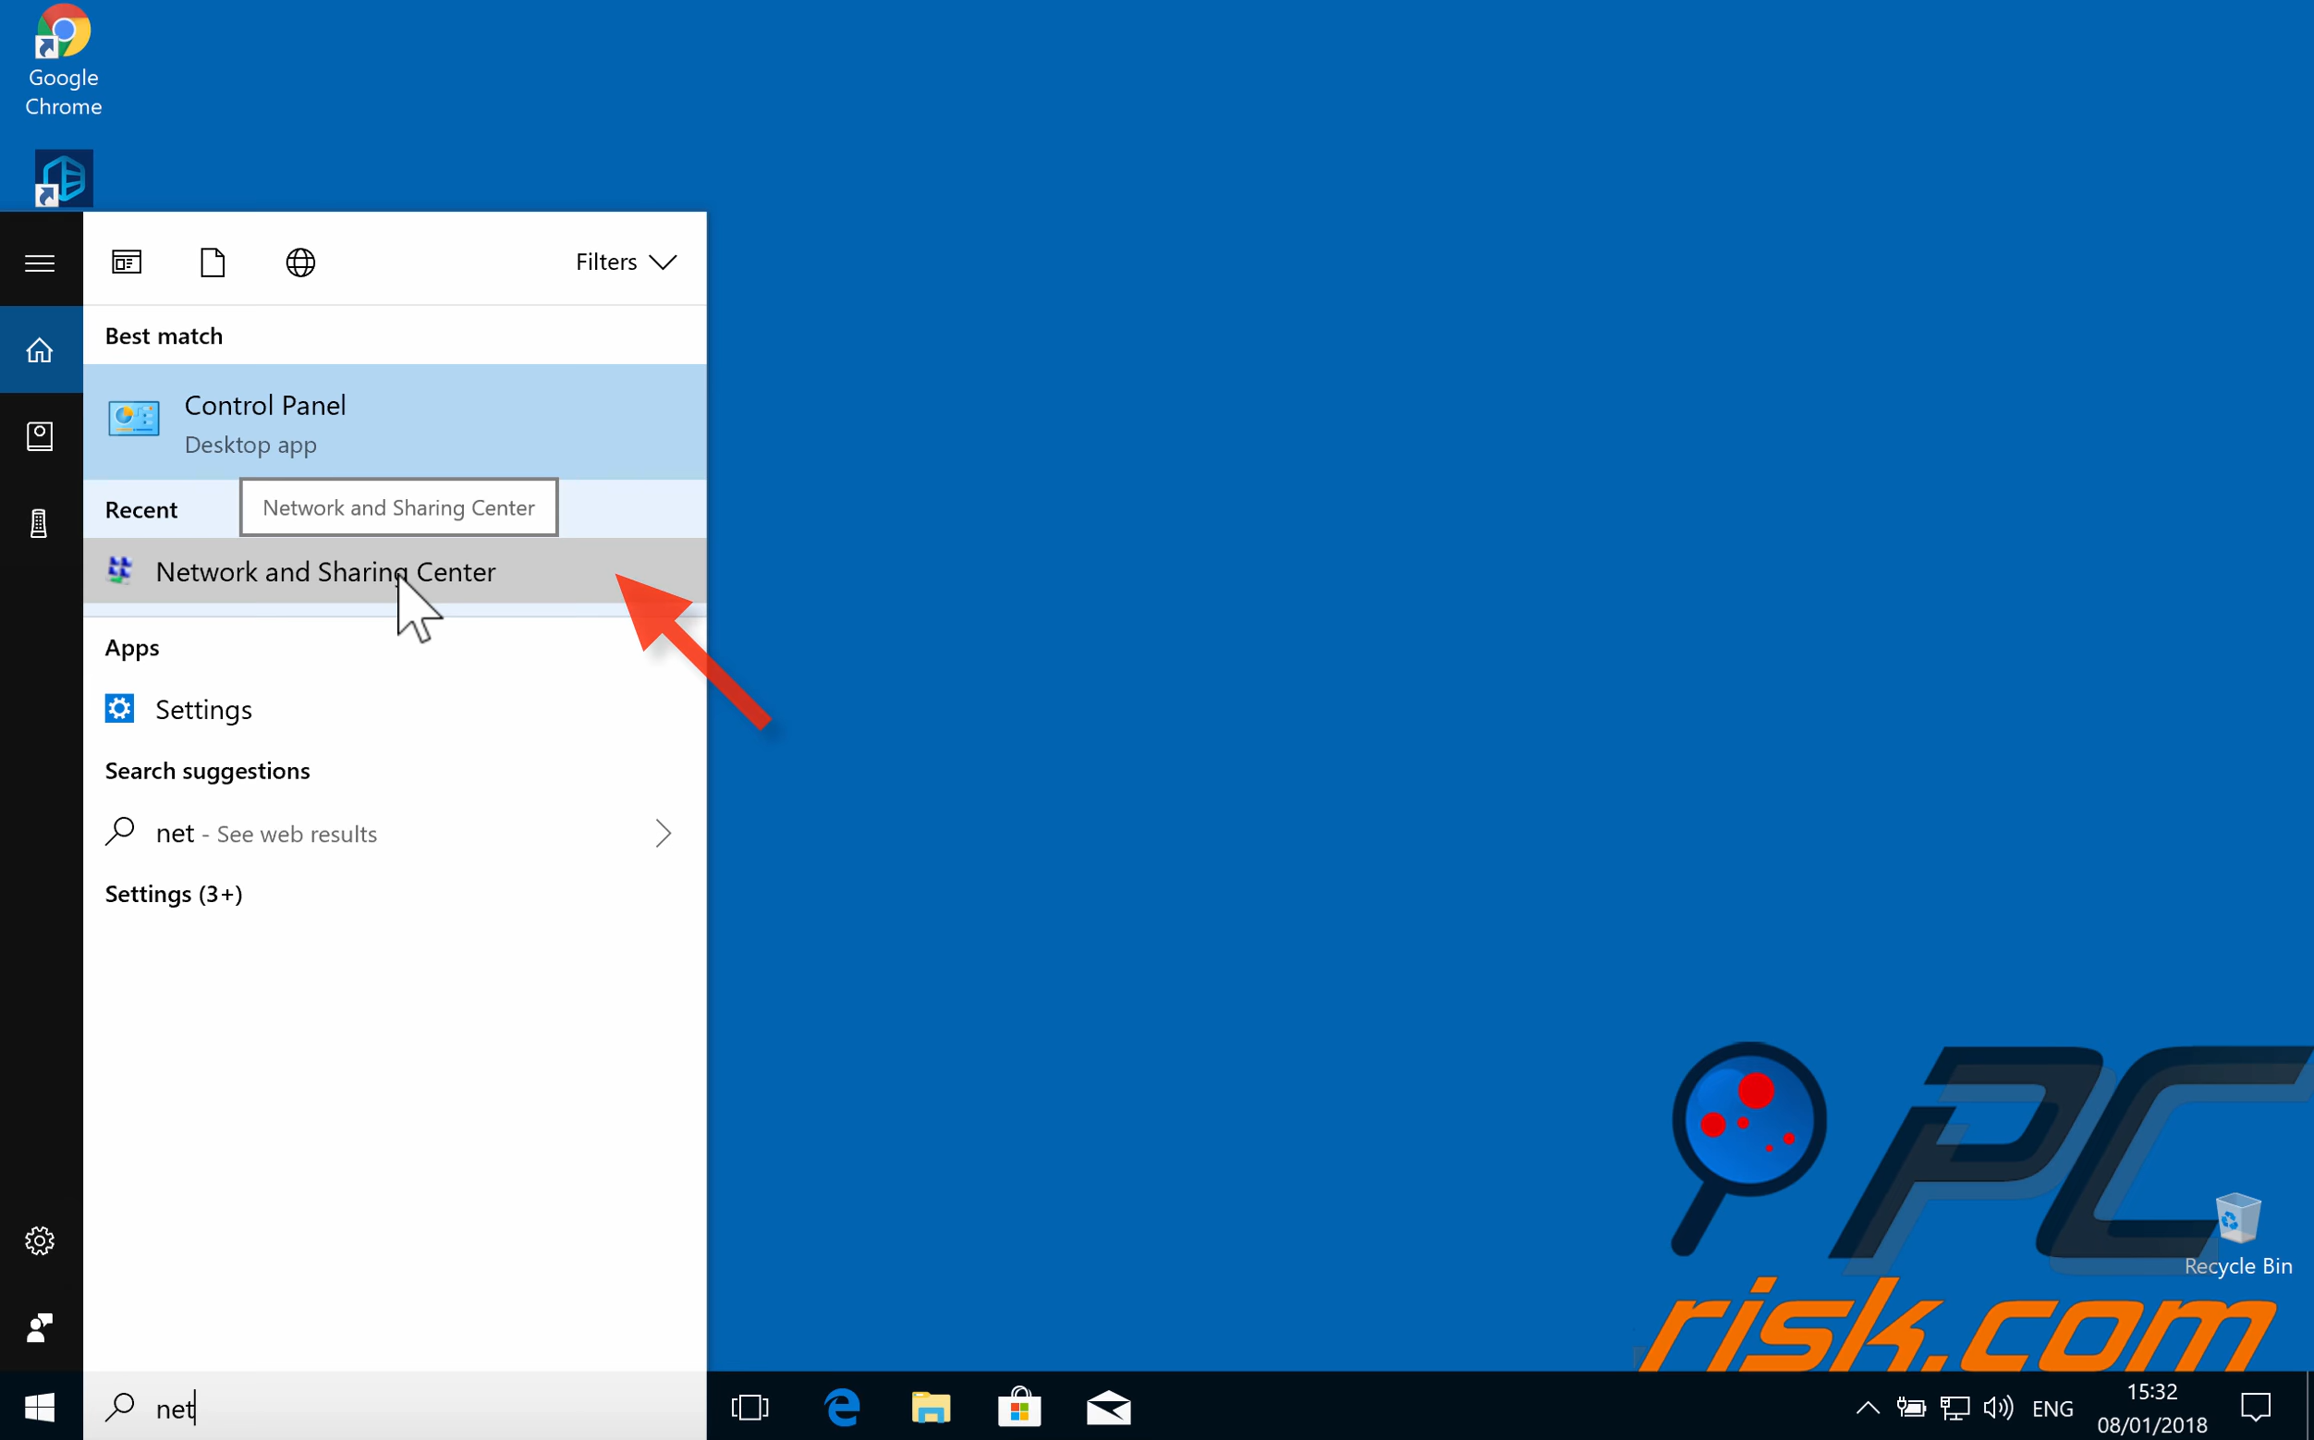 Google
Chrome
Filters
Best match
Control Panel
Desktop app
Recent
Network and Sharing Center
Network and Sharing Center
Apps
Settings
Search suggestions
net - See web results
Settings (3+)
PC
risk.com
Recycle Bin
net
ENG
15:32
08/01/2018